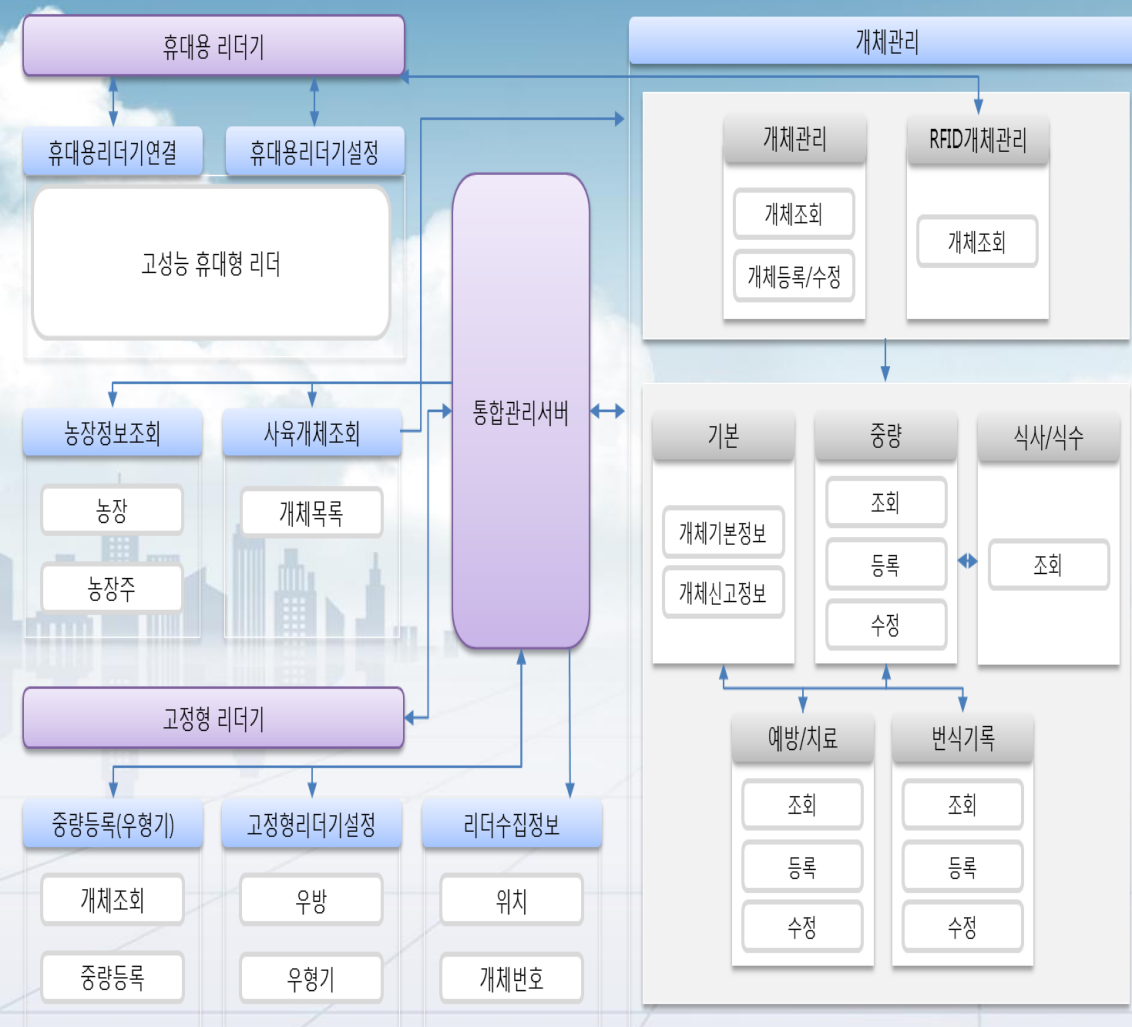 휴대용 리더기
휴대용리더기연결
휴대용리더기설정
고성능 휴대형 리더
농장정보조회
농장
농장주
사육개체조회
개체목록
통합관리서버
고정형 리더기
중량등록(우형기)
개체조회
중량등록
고정형리더기설정
우방
우형기
리더수집정보
위치
개체번호
개체관리
개체관리
개체조회
개체등록/수정
RFID개체관리
개체조회
기본
개체기본정보
개체신고정보
중량
조회
등록
수정
식사/식수
조회
예방/치료
조회
등록
수정
번식기록
조회
등록
수정